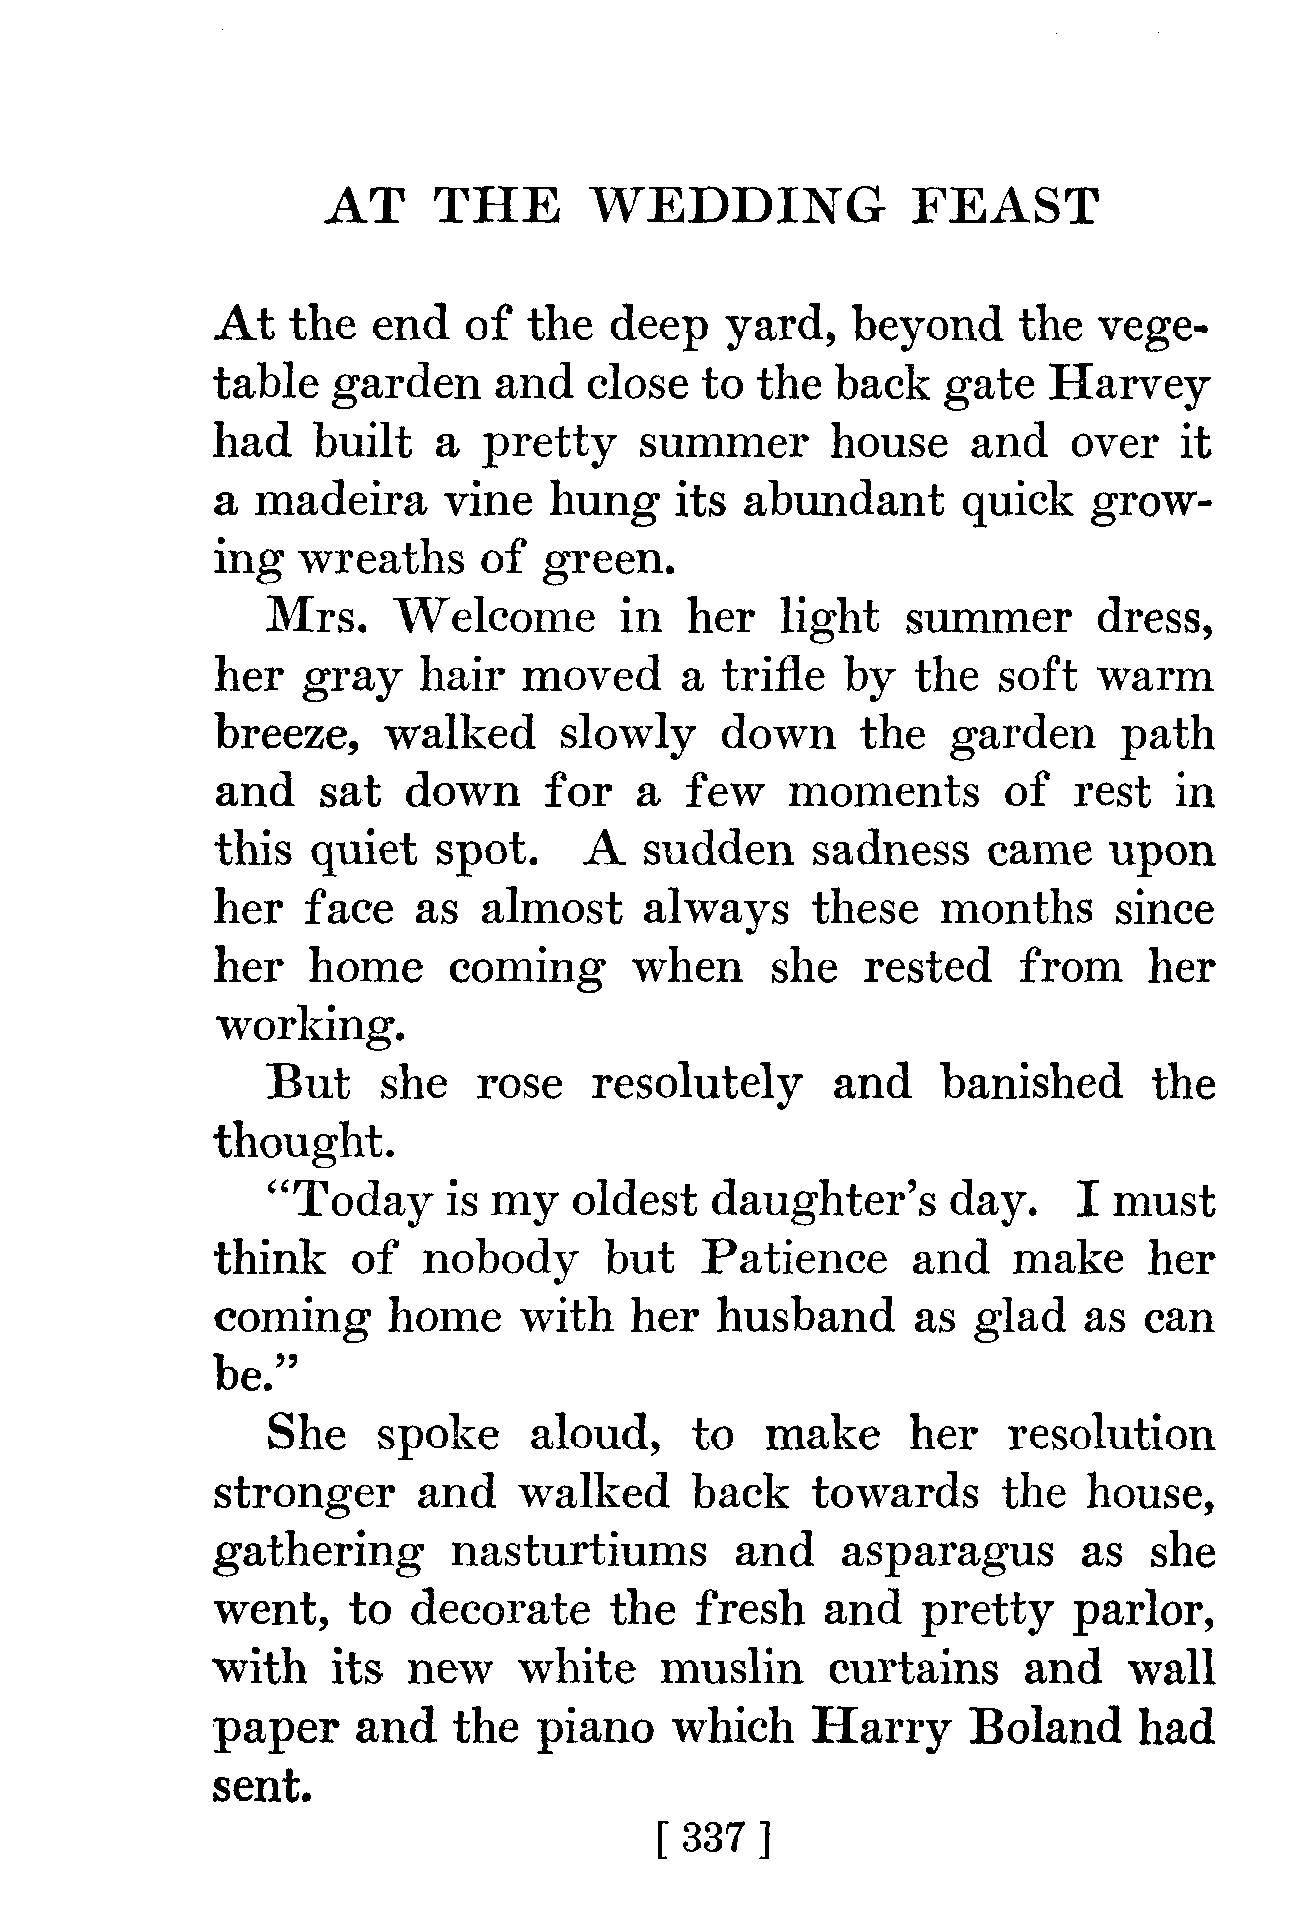 AT THE WEDDING FEAST
At the end of the deep yard, beyond the vege-
table garden and close to the back gate Harvey
had built a pretty summer house and over it
a madeira vine hung its abundant quick grow-
ing wreaths of green.
Mrs. Welcome in her light summer dress,
her gray hair moved a trifle by the soft warm
breeze, walked slowly down the garden path
and sat down for a few moments of rest in
this quiet spot. A sudden sadness came upon
her face as almost always these months since
her home coming when she rested from her
working.
But she rose resolutely and banished the
thought.
“Today is my oldest daughter’s day. I must
think of nobody but Patience and make her
coming home with her husband as glad as can
be.”
She spoke aloud, to make her resolution
stronger and walked back towards the house,
gathering nasturtiums and asparagus as she
went, to decorate the fresh and pretty parlor,
with its new white muslin curtains and wall
paper and the piano which Harry Boland had
sent.
[ 337 ]